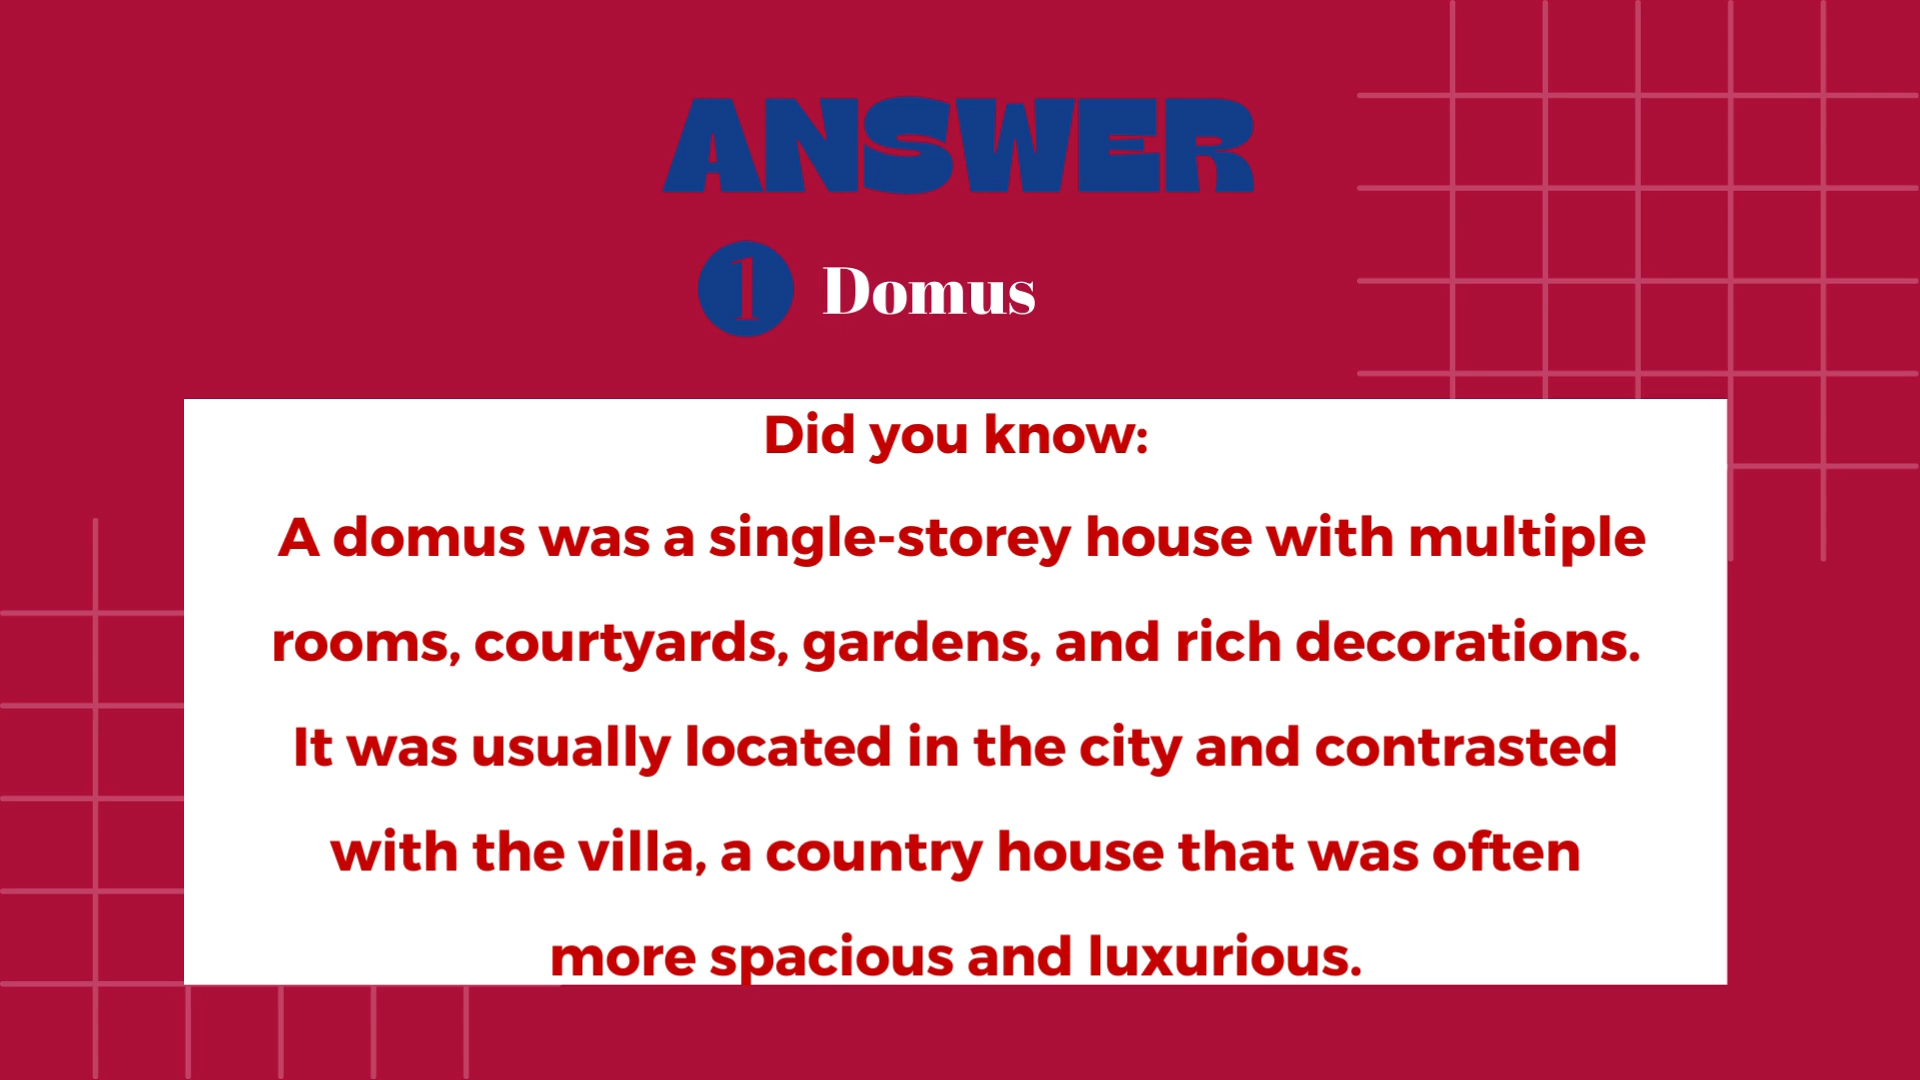 ANSWER
1 Domus
Did you know:
A domus was a single-storey house with multiple
rooms, courtyards, gardens, and rich decorations.
It was usually located in the city and contrasted
with the villa, a country house that was often
more spacious and luxurious.